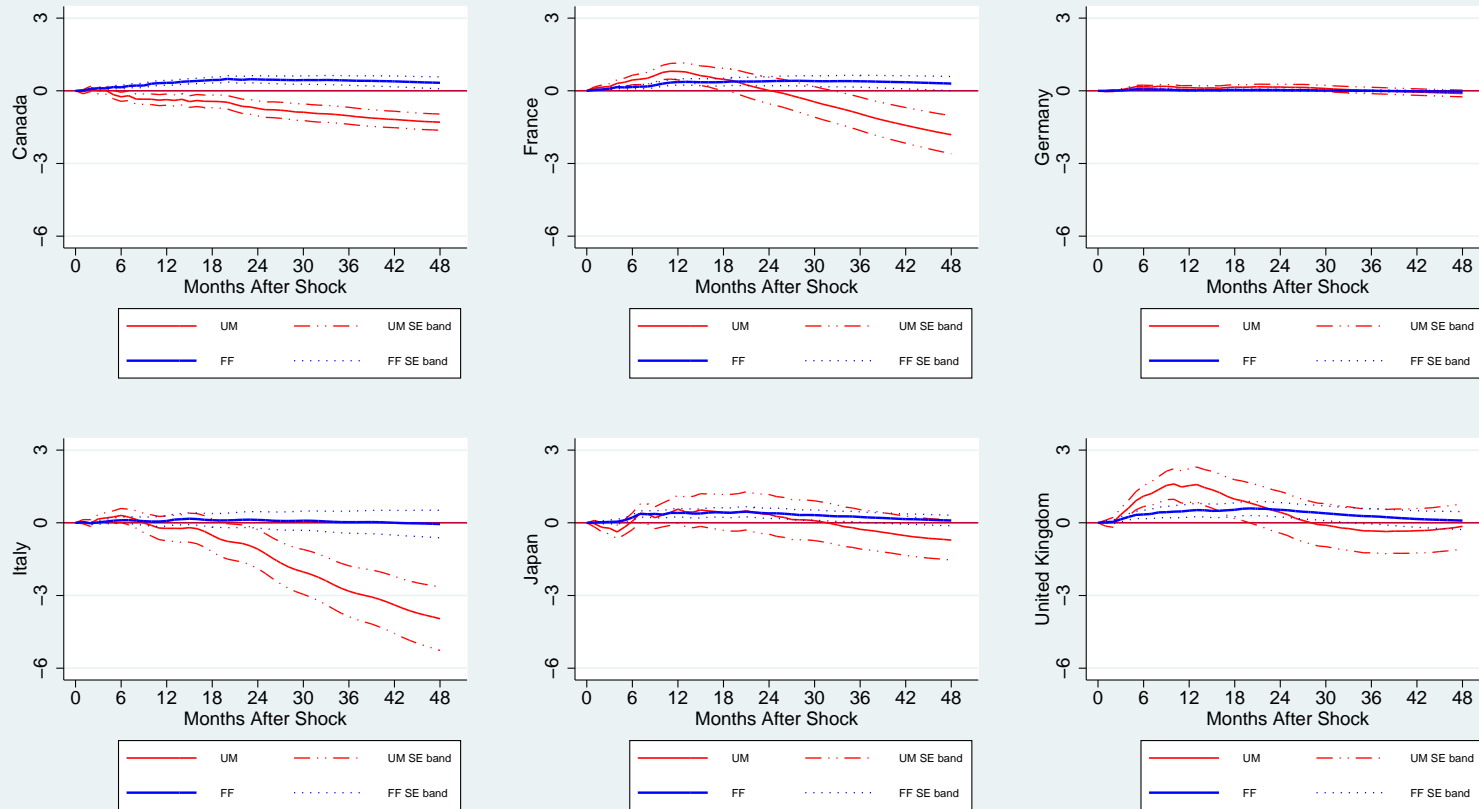 3
0
−3
−6
Canada
0 6 12 18 24 30 36 42 48
Months After Shock
UM UM SE band
FF FF SE band
3
0
−3
−6
France
0 6 12 18 24 30 36 42 48
Months After Shock
UM UM SE band
FF FF SE band
3
0
−3
−6
Germany
0 6 12 18 24 30 36 42 48
Months After Shock
UM UM SE band
FF FF SE band
3
0
−3
−6
Italy
0 6 12 18 24 30 36 42 48
Months After Shock
UM UM SE band
FF FF SE band
3
0
−3
−6
Japan
0 6 12 18 24 30 36 42 48
Months After Shock
UM UM SE band
FF FF SE band
3
0
−3
−6
United Kingdom
0 6 12 18 24 30 36 42 48
Months After Shock
UM UM SE band
FF FF SE band